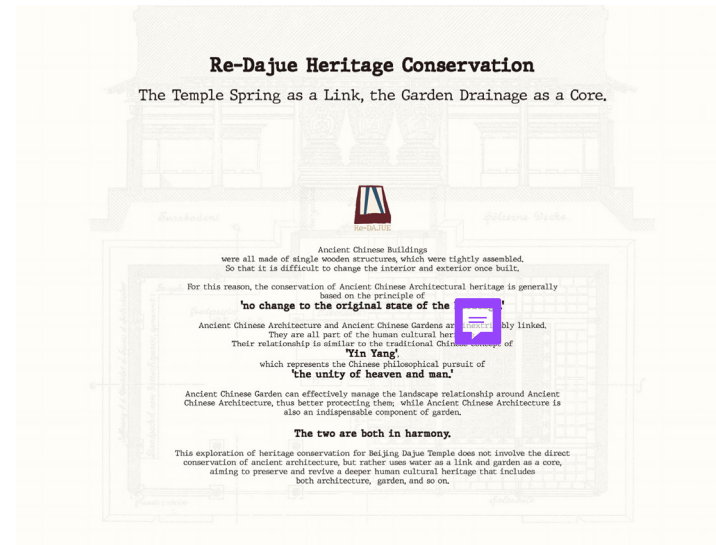 Re-Dajue Heritage Conservation
The Temple Spring as a Link, the Garden Drainage as a Core.
Re-DAJUE
Ancient Chinese Buildings
were all made of single wooden structures, which were tightly assembled.
So that it is difficult to change the interior and exterior once built.
For this reason, the conservation of Ancient Chinese Architectural heritage is generally
based on the principle of
'no change to the original state of the
Ancient Chinese Architecture and Ancient Chinese Gardens are inextricably linked.
They are all part of the human cultural
Their relationship is similar to the traditional Chinese concept of
'Yin Yang',
which represents the Chinese philosophical pursuit of
'the unity of heaven and man.'
Ancient Chinese Garden can effectively manage the landscape relationship around Ancient
Chinese Architecture, thus better protecting them; while Ancient Chinese Architecture is
also an indispensable component of garden.
The two are both in harmony.
This exploration of heritage conservation for Beijing Dajue Temple does not involve the direct
conservation of ancient architecture, but rather uses water as a link and garden as a core,
aiming to preserve and revive a deeper human cultural heritage that includes
both architecture, garden, and so on.